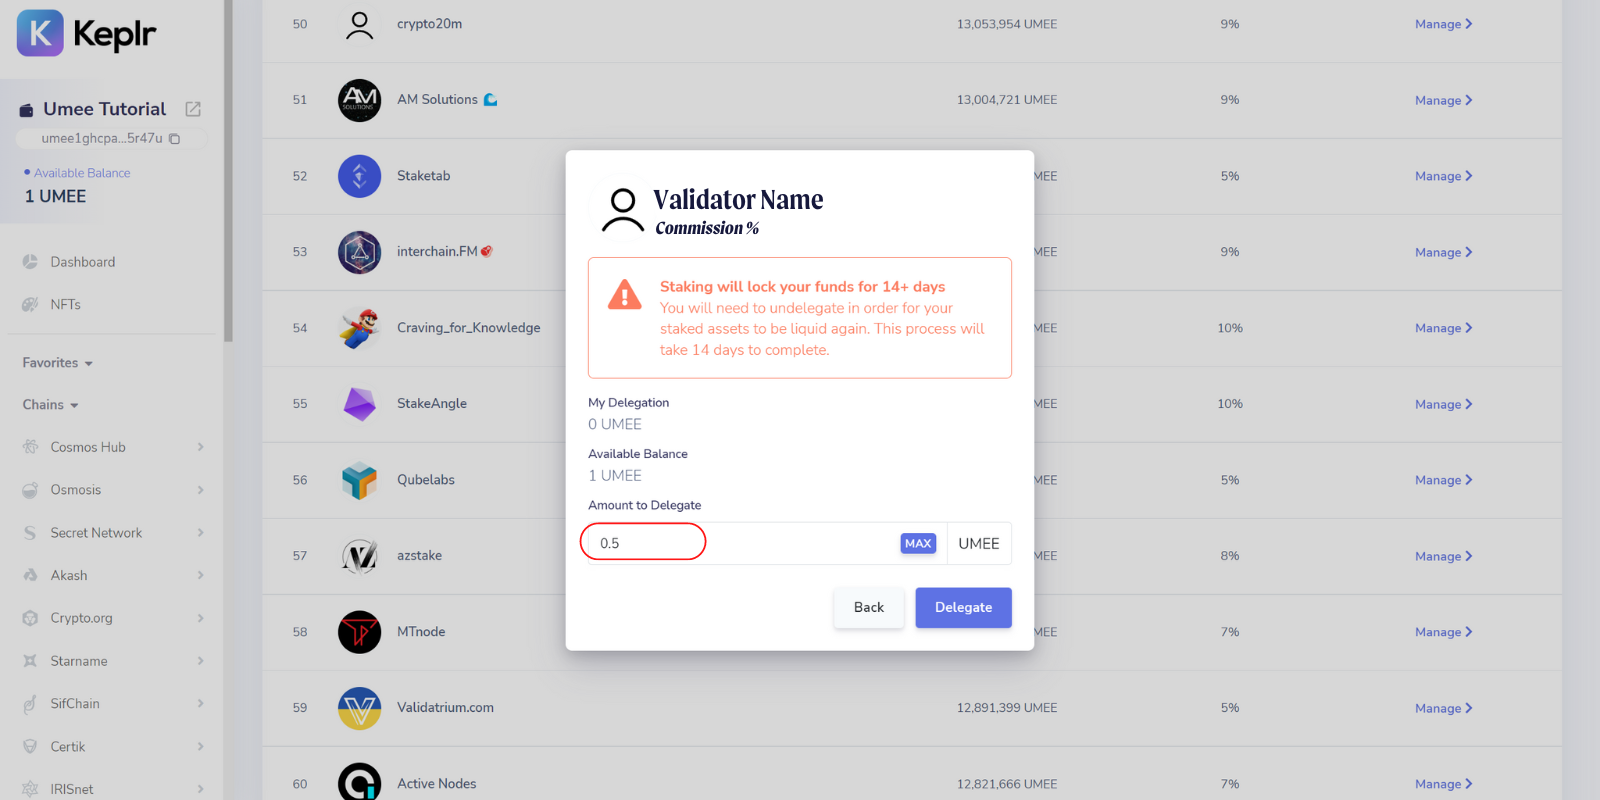 Keplr
Umee Tutorial
umee1ghcpa...5r47u
Available Balance
1 UMEE
Dashboard
NFTs
Favorites
Chains
Cosmos Hub
Osmosis
Secret Network
Akash
Crypto.org
Starname
SifChain
Certik
IRISnet
50 crypto20m 13,053,954 UMEE 9% Manage
51 AM SOLUTIONS AM Solutions 13,004,721 UMEE 9% Manage
52 Staketab MEE 5% Manage
53 interchain.FM MEE 9% Manage
54 Craving_for_Knowledge MEE 10% Manage
55 StakeAngle MEE 10% Manage
56 Qubelabs MEE 5% Manage
57 azstake MEE 8% Manage
58 MTnode MEE 7% Manage
59 Validatrium.com 12,891,399 UMEE 5% Manage
60 Active Nodes 12,821,666 UMEE 7% Manage
Validator Name
Commission %
Staking will lock your funds for 14+ days
You will need to undelegate in order for your
staked assets to be liquid again. This process will
take 14 days to complete.
My Delegation
0 UMEE
Available Balance
1 UMEE
Amount to Delegate
0.5 MAX UMEE
Back Delegate